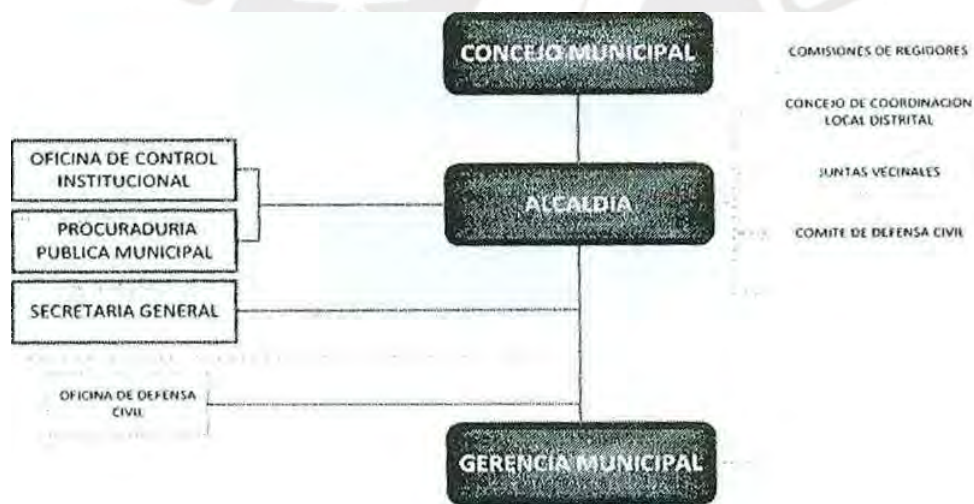 CONCEJO MUNICIPAL
COMISIONES DE REGIDORES
CONCEJO DE COORDINACION
LOCAL DISTRITAL
OFICINA DE CONTROL
INSTITUCIONAL
ALCALDIA
JUNTAS VECINALES
PROCURADURIA
PUBLICA MUNICIPAL
COMITE DE DEFENSA CIVIL
SECRETARIA GENERAL
OFICINA DE DEFENSA
CIVIL
GERENCIA MUNICIPAL